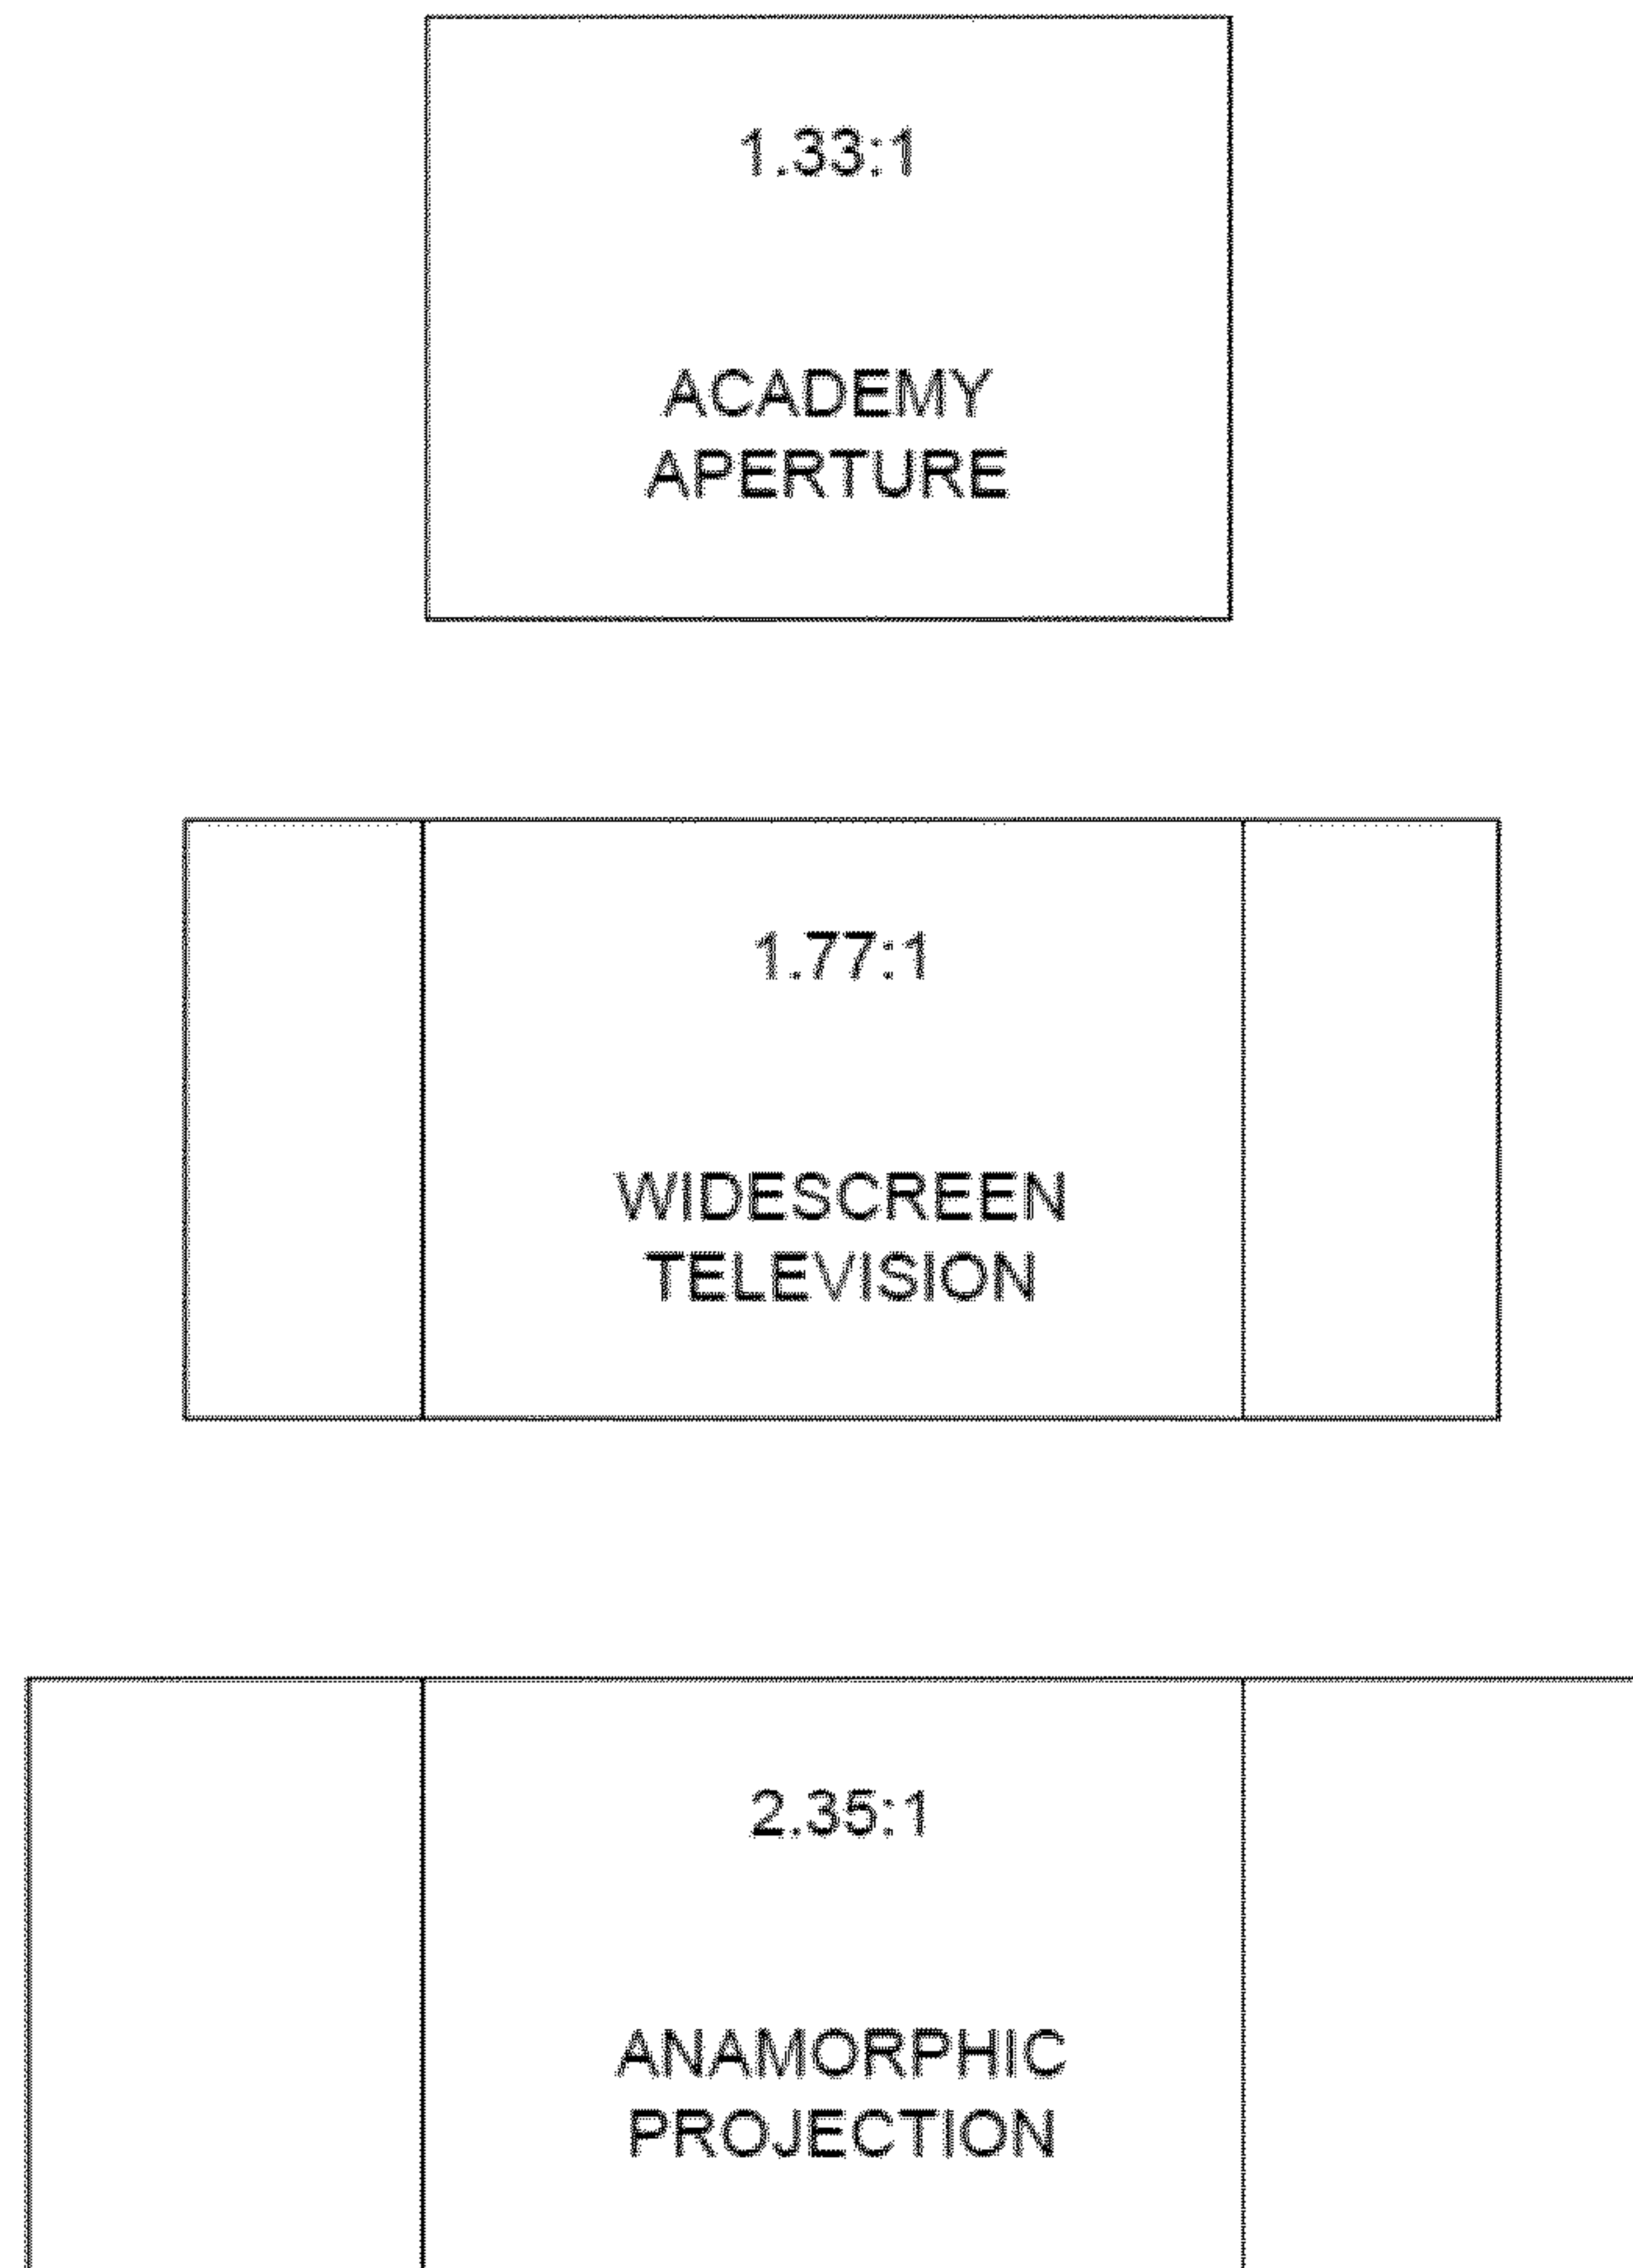 1.33:1
ACADEMY
APERTURE
1.77:1
WIDESCREEN
TELEVISION
2.35:1
ANAMORPHIC
PROJECTION